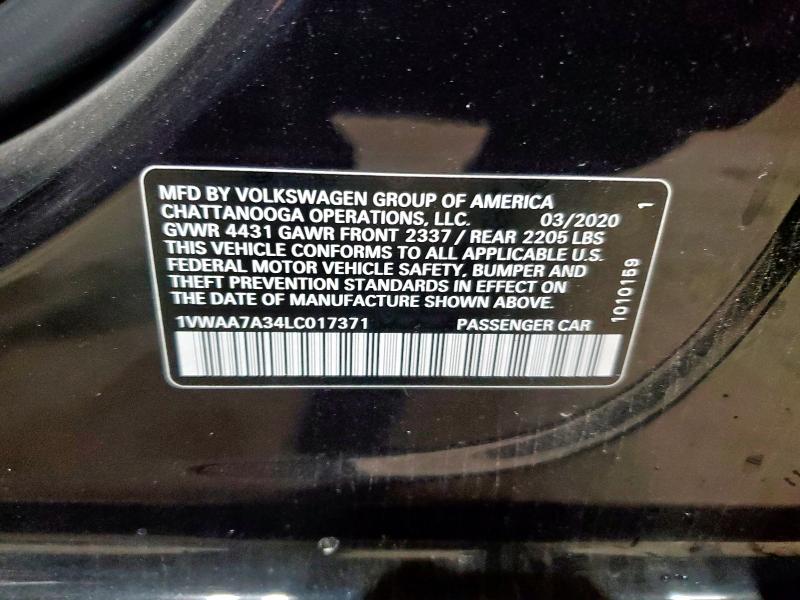 MFD BY VOLKSWAGEN GROUP OF AMERICA
CHATTANOOGA OPERATIONS, LLC. 03/2020
GVWR 4431 GAWR FRONT 2337 / REAR 2205 LBS
THIS VEHICLE CONFORMS TO ALL APPLICABLE U.S.
FEDERAL MOTOR VEHICLE SAFETY, BUMPER AND
THEFT PREVENTION STANDARDS IN EFFECT ON
THE DATE OF MANUFACTURE SHOWN ABOVE.
1VWAA7A34LC017371 PASSENGER CAR
1010159 1